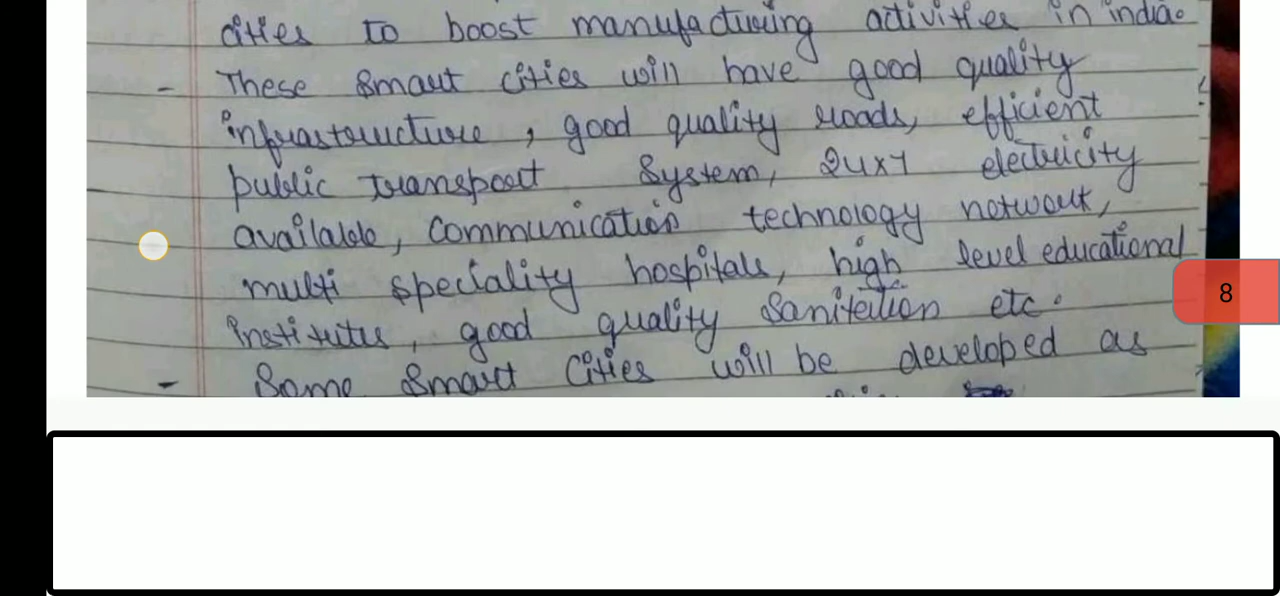 cities to boost manufacturing activities in india.
- These Smart Cities will have good quality
infrastructure, good quality roads, efficient
public transport System, 24x7 electricity
available, Communication technology network,
multi speciality hospitals, high level educational
institutes, good quality Sanitation etc.
- Some Smart Cities will be developed as
8